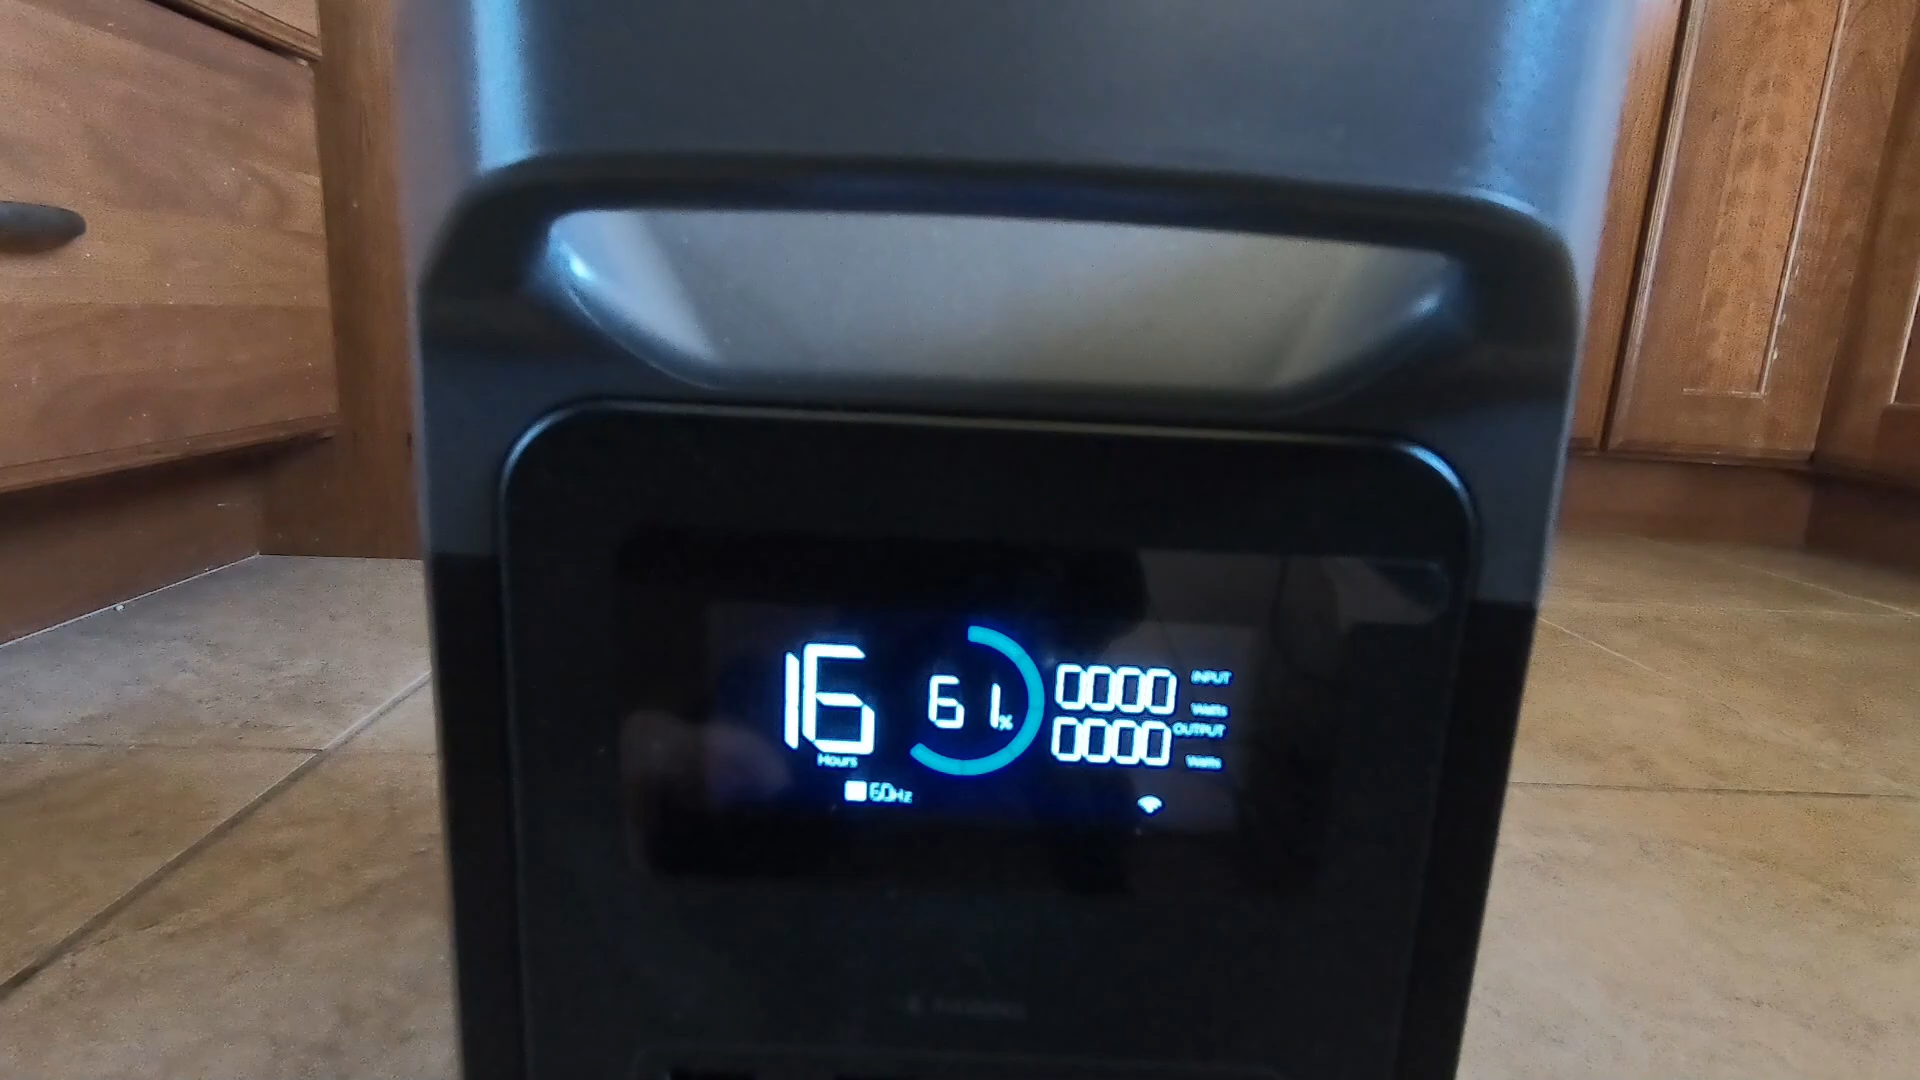 16
Hours
61%
0000 INPUT
Watts
0000 OUTPUT
Watts
60Hz